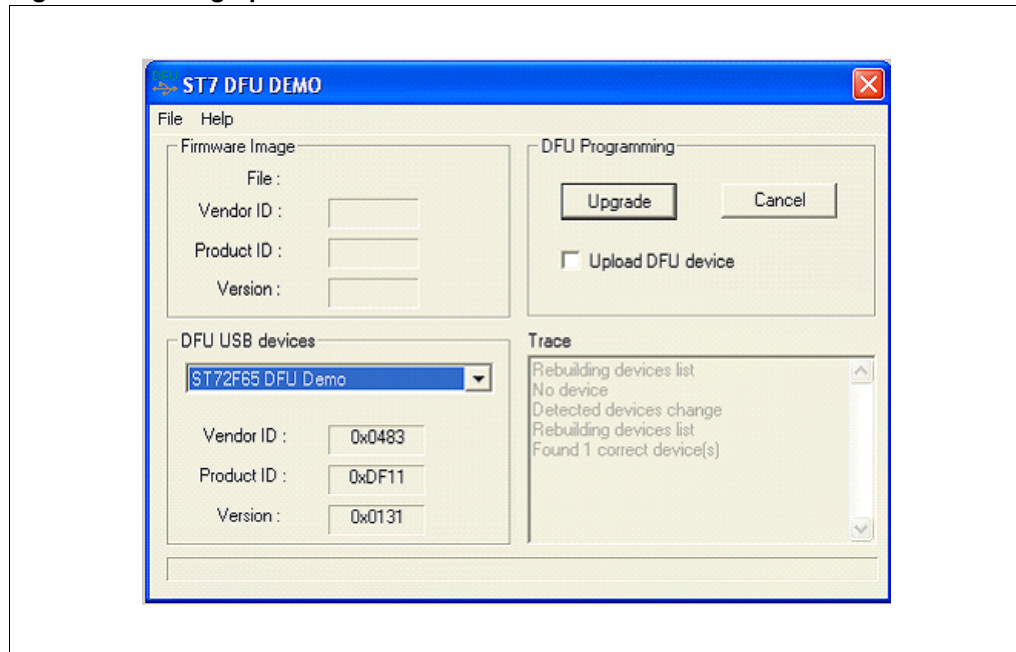 ST7 DFU DEMO
File Help
Firmware Image
File :
Vendor ID :
Product ID :
Version :
DFU Programming
Upgrade Cancel
Upload DFU device
DFU USB devices
ST72F65 DFU Demo
Vendor ID : 0x0483
Product ID : 0xDF11
Version : 0x0131
Trace
Rebuilding devices list
No device
Detected devices change
Rebuilding devices list
Found 1 correct device(s)